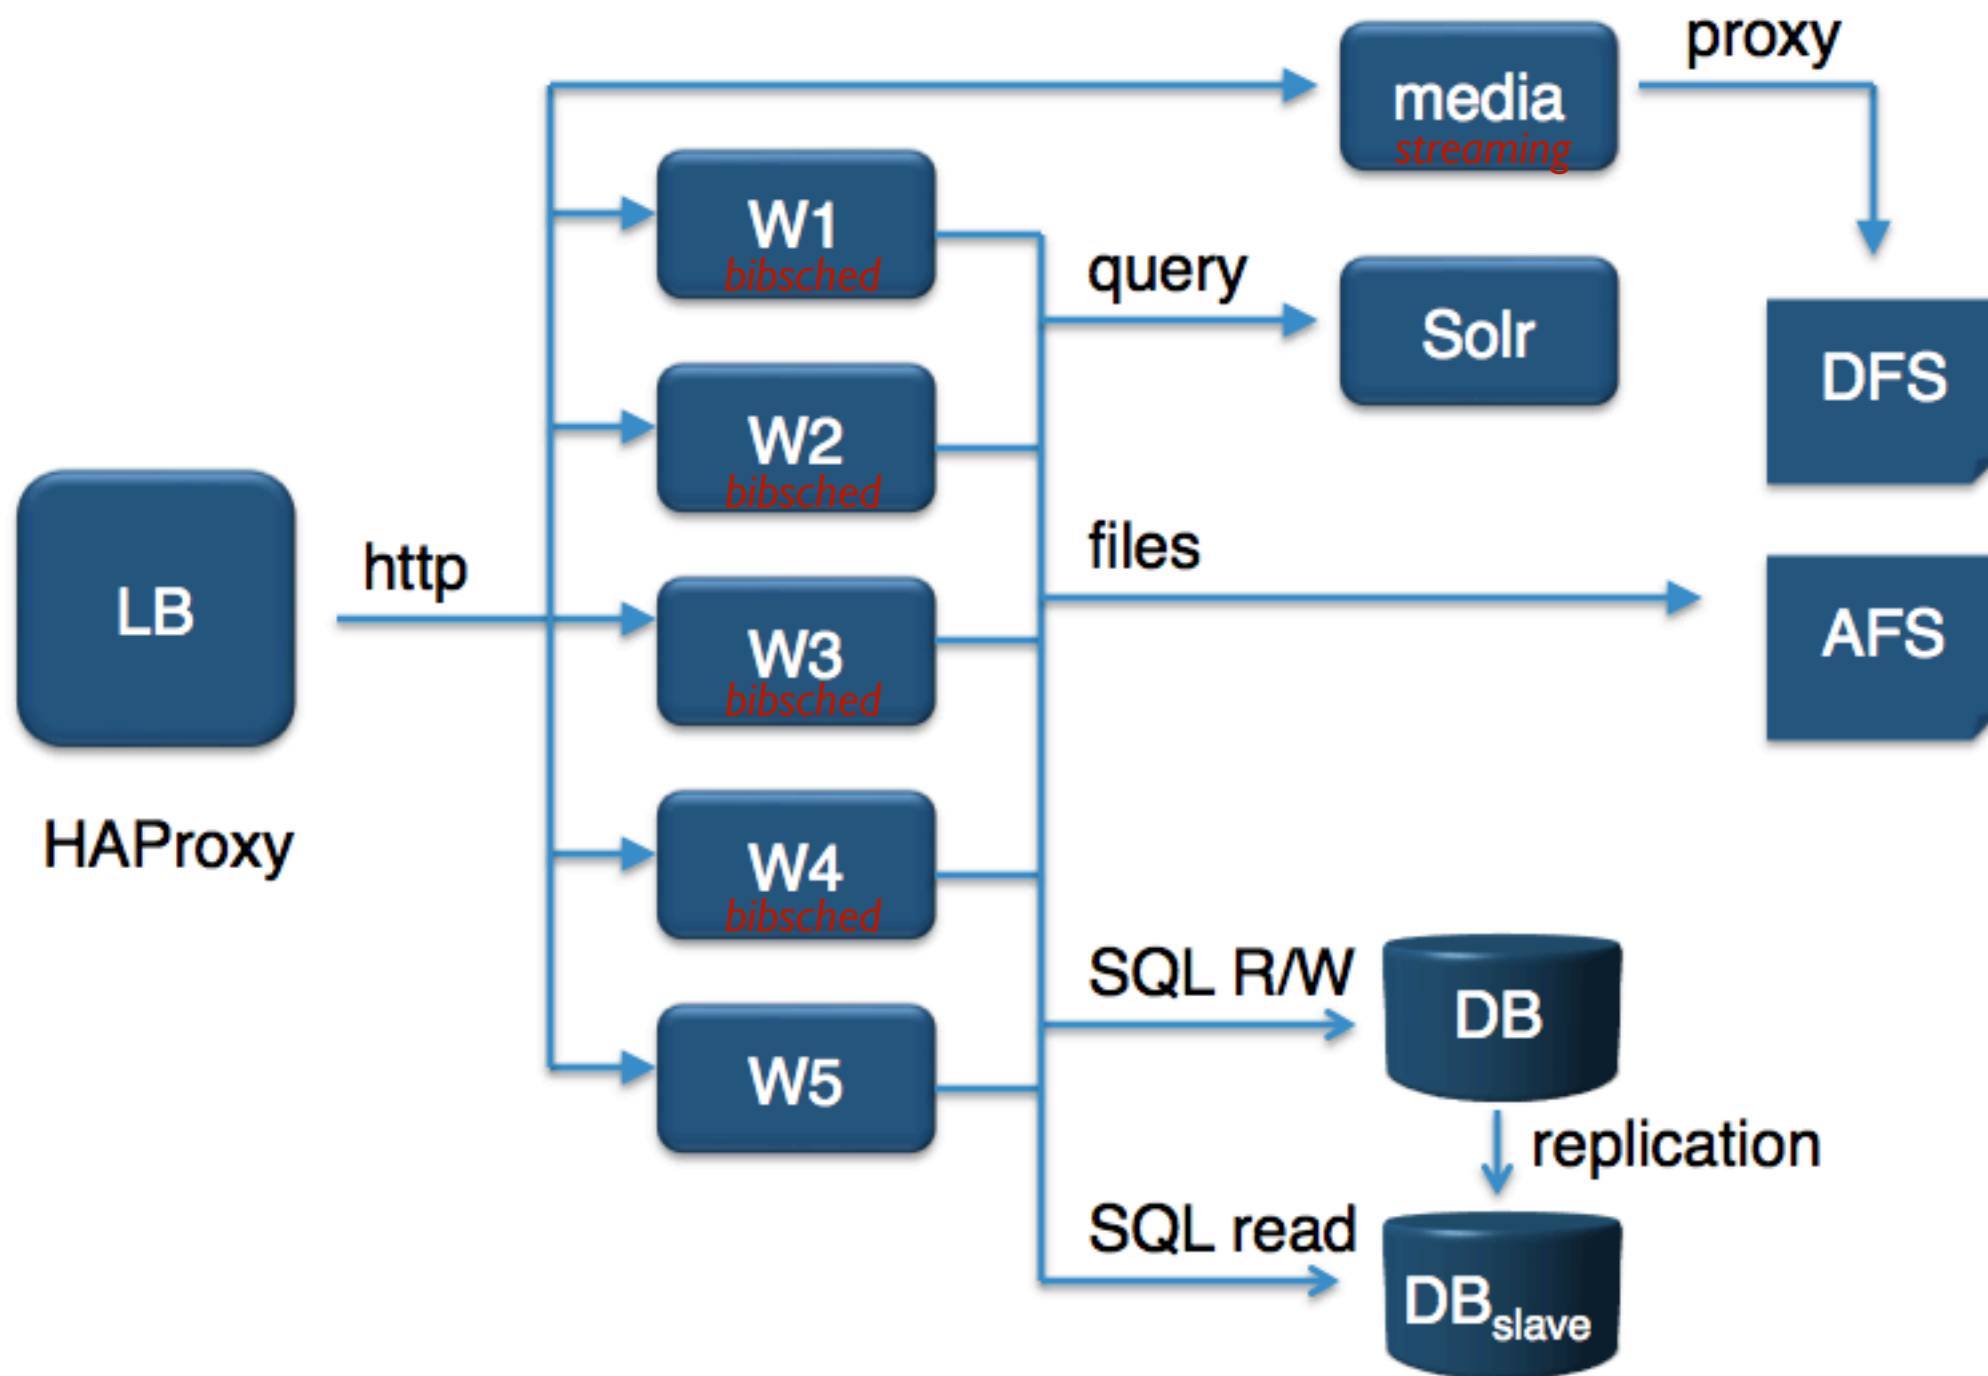 proxy
media
streaming
W1
bibsched
query
Solr
DFS
W2
bibsched
LB
http
files
W3
bibsched
AFS
HAProxy
W4
bibsched
SQL R/W
DB
W5
replication
SQL read
DBslave